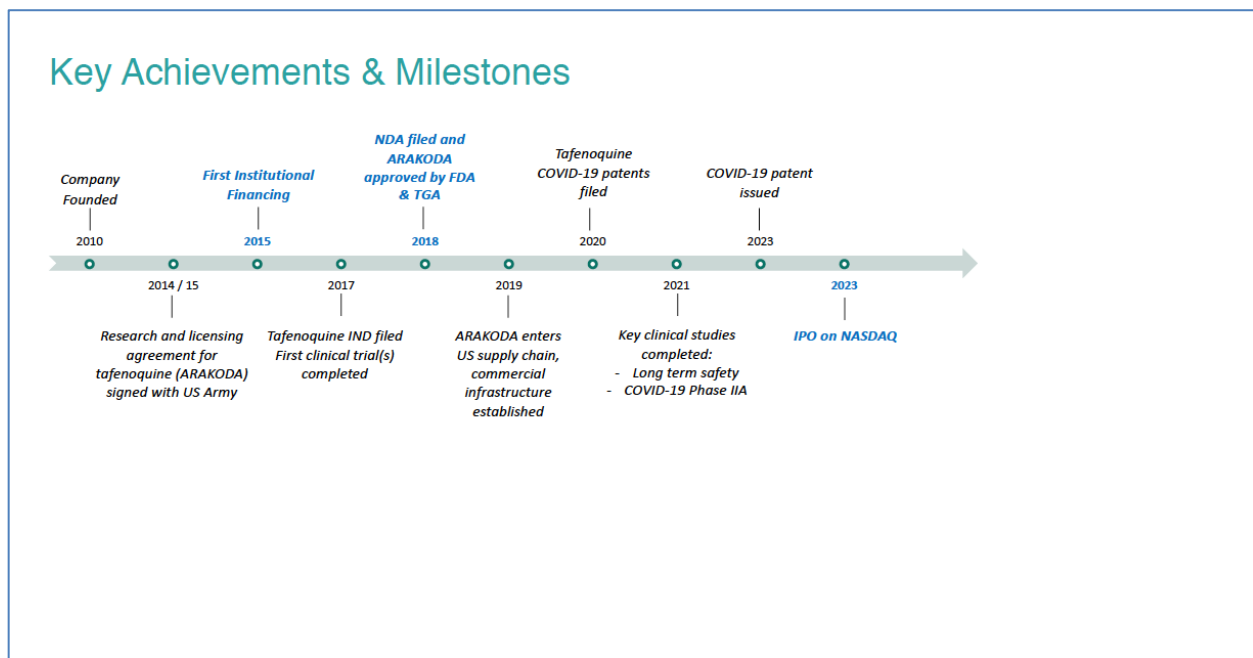 Key Achievements & Milestones
Company
Founded
2010
First Institutional
Financing
2015
NDA filed and
ARAKODA
approved by FDA
& TGA
2018
Tafenoquine
COVID-19 patents
filed
2020
COVID-19 patent
issued
2023
2014 / 15
Research and licensing
agreement for
tafenoquine (ARAKODA)
signed with US Army
2017
Tafenoquine IND filed
First clinical trial(s)
completed
2019
ARAKODA enters
US supply chain,
commercial
infrastructure
established
2021
Key clinical studies
completed:
- Long term safety
- COVID-19 Phase IIA
2023
IPO on NASDAQ